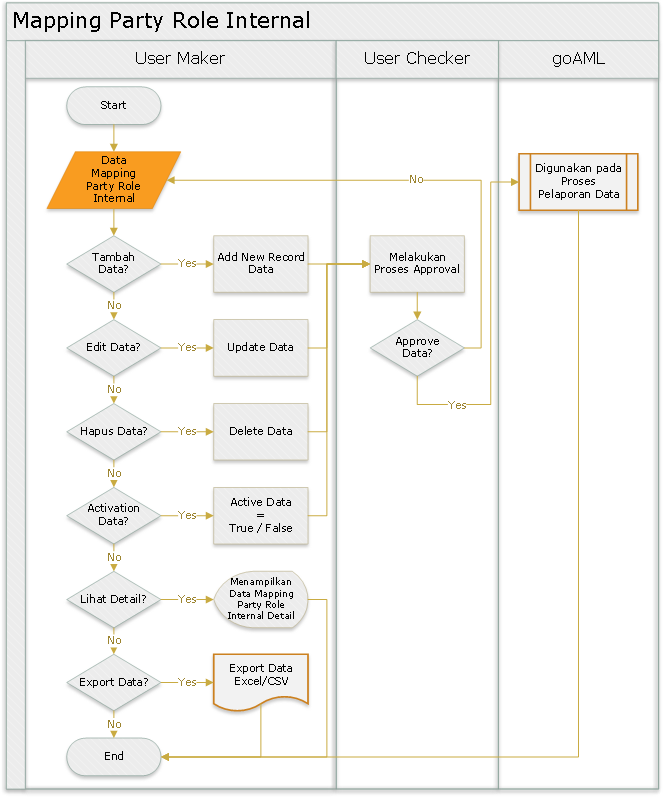 Mapping Party Role Internal
User Maker
User Checker
goAML
Start
Data
Mapping
Party Role
Internal
No
Digunakan pada
Proses
Pelaporan Data
Tambah
Data?
Yes
Add New Record
Data
Melakukan
Proses Approval
No
Edit Data?
Yes
Update Data
Approve
Data?
Yes
No
Hapus Data?
Yes
Delete Data
No
Activation
Data?
Yes
Active Data
=
True / False
No
Lihat Detail?
Yes
Menampilkan
Data Mapping
Party Role
Internal Detail
No
Export Data?
Yes
Export Data
Excel/CSV
No
End